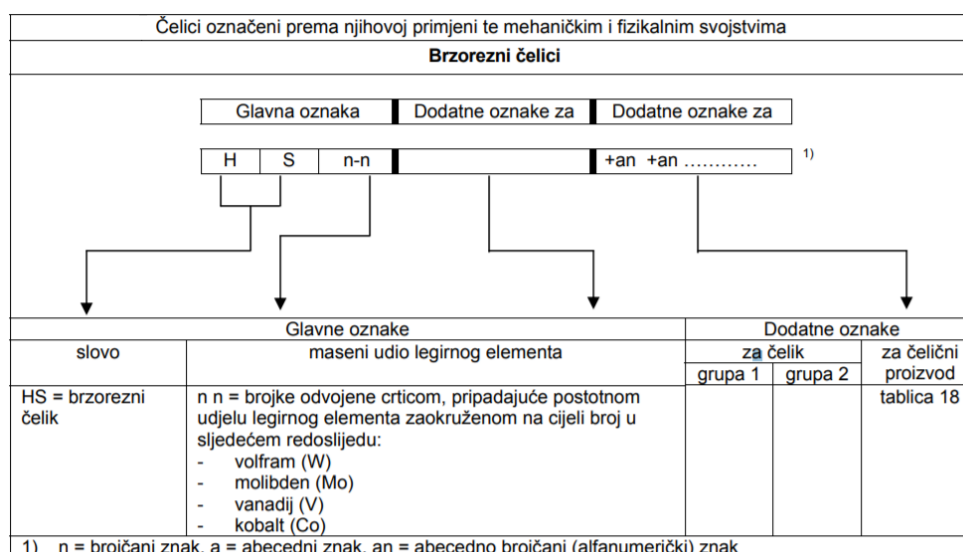 Čelici označeni prema njihovoj primjeni te mehaničkim i fizikalnim svojstvima
Brzorezni čelici
Glavna oznaka Dodatne oznake za Dodatne oznake za
H S n-n +an +an ............ 1)
Glavne oznake Dodatne oznake
slovo maseni udio legirnog elementa za čelik za čelični proizvod
grupa 1 grupa 2
HS = brzorezni čelik
n n = brojke odvojene crticom, pripadajuće postotnom
udjelu legirnog elementa zaokruženom na cijeli broj u
sljedećem redoslijedu:
- volfram (W)
- molibden (Mo)
- vanadij (V)
- kobalt (Co)
tablica 18
1) n = brojčani znak, a = abecedni znak, an = abecedno brojčani (alfanumerički) znak